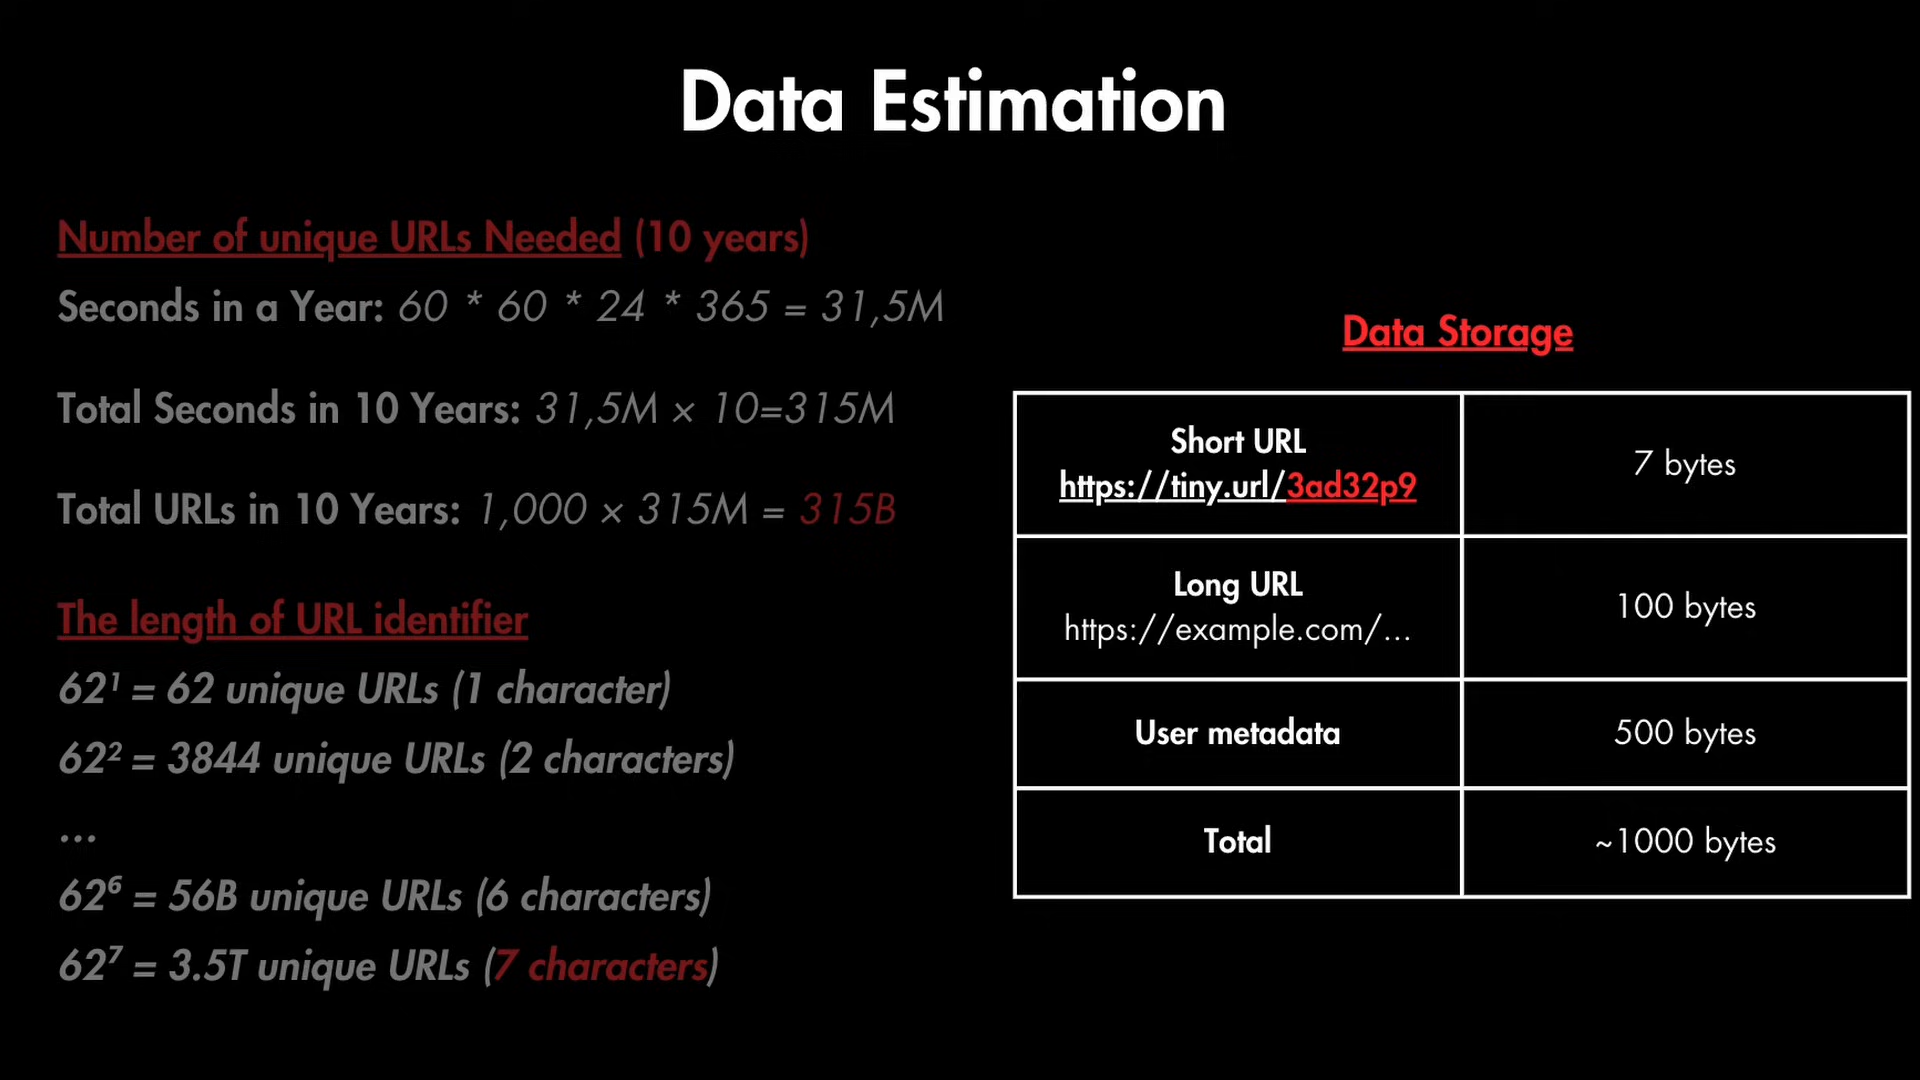 Data Estimation
Number of unique URLs Needed (10 years)
Seconds in a Year: 60 * 60 * 24 * 365 = 31,5M
Total Seconds in 10 Years: 31,5M × 10=315M
Total URLs in 10 Years: 1,000 × 315M = 315B
The length of URL identifier
62¹ = 62 unique URLs (1 character)
62² = 3844 unique URLs (2 characters)
...
62⁶ = 56B unique URLs (6 characters)
62⁷ = 3.5T unique URLs (7 characters)
Data Storage
Short URL
https://tiny.url/3ad32p9
7 bytes
Long URL
https://example.com/...
100 bytes
User metadata
500 bytes
Total
~1000 bytes